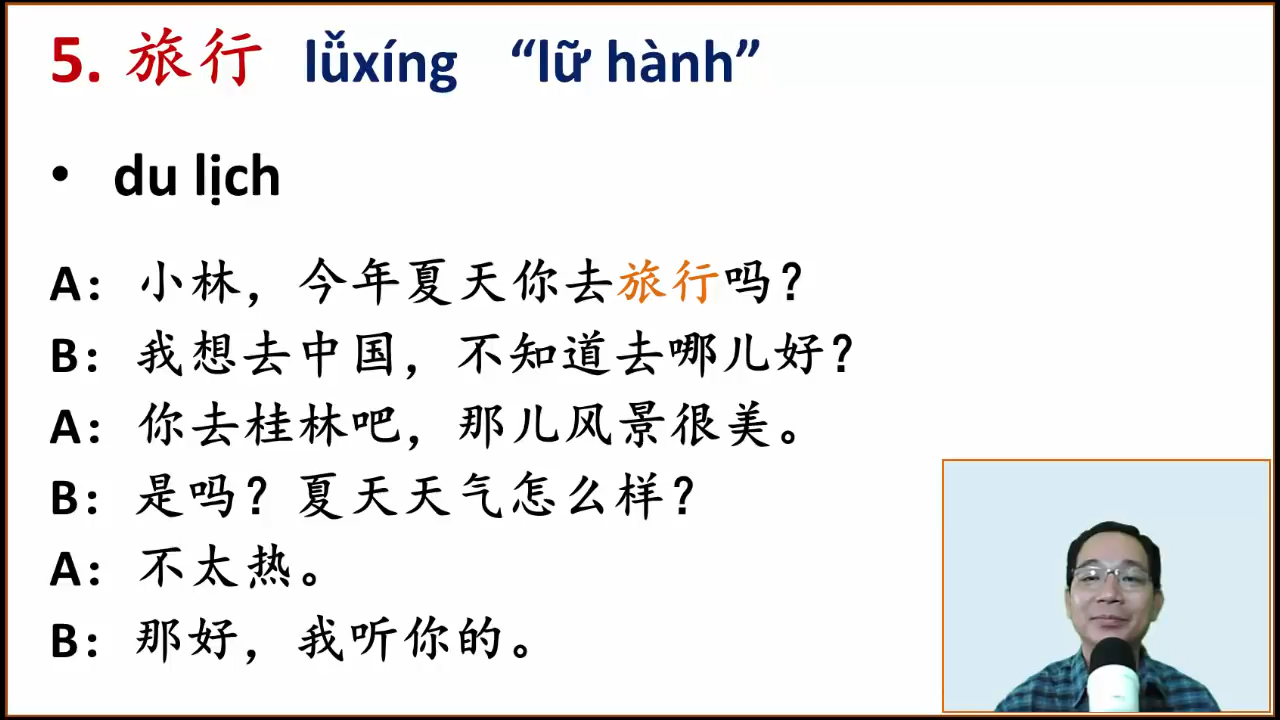 5. 旅行 lǚxíng “lữ hành”
• du lịch
A：小林，今年夏天你去旅行吗？
B：我想去中国，不知道去哪儿好？
A：你去桂林吧，那儿风景很美。
B：是吗？夏天天气怎么样？
A：不太热。
B：那好，我听你的。